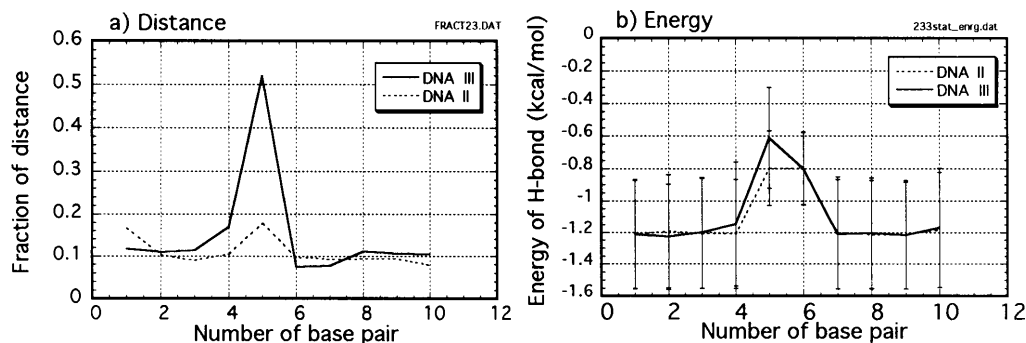 a) Distance
FRACT23.DAT
Fraction of distance
0.6
0.5
0.4
0.3
0.2
0.1
0
DNA III
DNA II
0 2 4 6 8 10 12
Number of base pair
b) Energy
233stat_enrg.dat
Energy of H-bond (kcal/mol)
-0
-0.2
-0.4
-0.6
-0.8
-1
-1.2
-1.4
-1.6
DNA II
DNA III
0 2 4 6 8 10 12
Number of base pair